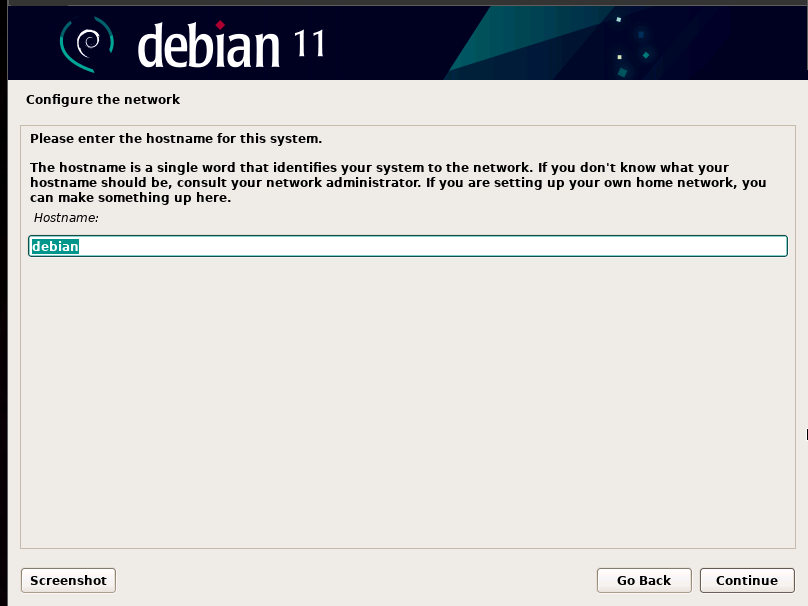 debian 11
Configure the network
Please enter the hostname for this system.
The hostname is a single word that identifies your system to the network. If you don't know what your
hostname should be, consult your network administrator. If you are setting up your own home network, you
can make something up here.
Hostname:
debian
Screenshot
Go Back
Continue